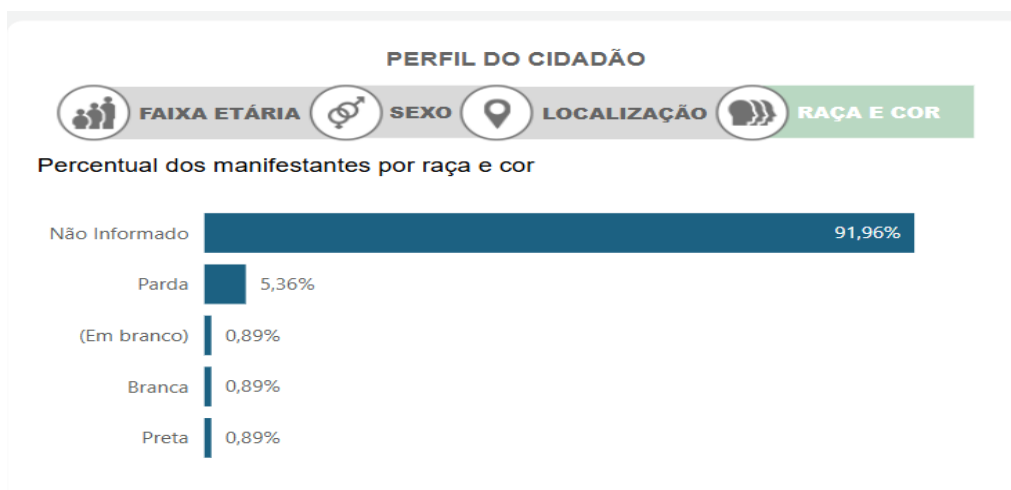 PERFIL DO CIDADÃO
FAIXA ETÁRIA SEXO LOCALIZAÇÃO RAÇA E COR
Percentual dos manifestantes por raça e cor
Não Informado 91,96%
Parda 5,36%
(Em branco) 0,89%
Branca 0,89%
Preta 0,89%